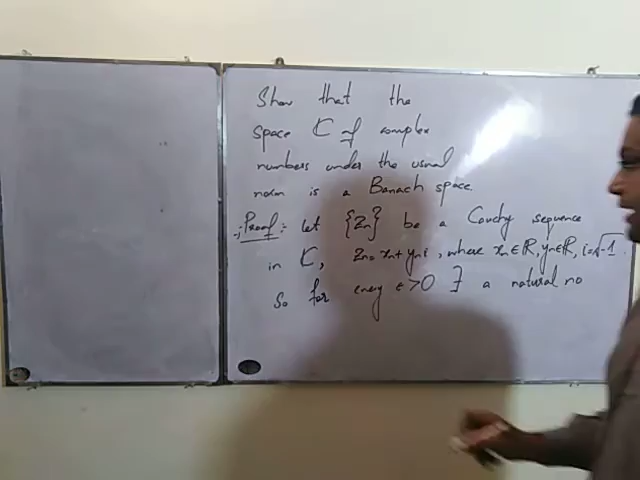 Show that the
space ℂ of complex
numbers under the usual
norm is a Banach space
Proof:- let {Zn} be a Cauchy sequence
in ℂ, Zn = xn + yn i, where xn ∈ ℝ, yn ∈ ℝ, i = √-1.
So for every ε > 0 ∃ a natural no